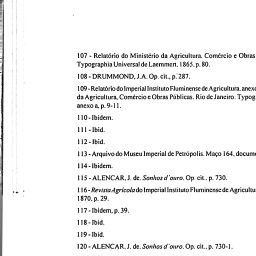 107 - Relatório do Ministério da Agricultura. Comércio e Obras
Typographia Universal de Laemmert. 1865. p. 80.
108 - DRUMMOND, J.A. Op. cit., p. 287.
109 - Relatório do Imperial Instituto Fluminense de Agricultura, anexo
da Agricultura, Comércio e Obras Públicas. Rio de Janeiro. Typog
anexo a, p. 9-11.
110 - Ibidem.
111 - Ibid.
112 - Ibid.
113 - Arquivo do Museu Imperial de Petrópolis. Maço 164, docum
114 - Ibidem.
115 - ALENCAR, J. de. Sonhos d'ouro. Op. cit., p. 730.
116 - Revista Agrícola do Imperial Instituto Fluminense de Agricultu
1870, p. 29.
117 - Ibidem, p. 39.
118 - Ibid.
119 - Ibid.
120 - ALENCAR, J. de. Sonhos d'ouro. Op. cit., p. 730-1.